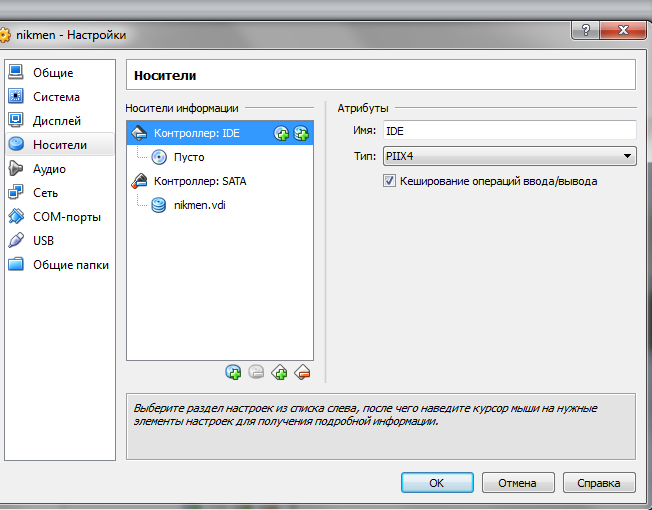 nikmen - Настройки
Общие
Система
Дисплей
Носители
Аудио
Сеть
COM-порты
USB
Общие папки
Носители
Носители информации
Контроллер: IDE
Пусто
Контроллер: SATA
nikmen.vdi
Атрибуты
Имя: IDE
Тип: PIIX4
Кеширование операций ввода/вывода
Выберите раздел настроек из списка слева, после чего наведите курсор мыши на нужные
элементы настроек для получения подробной информации.
OK Отмена Справка